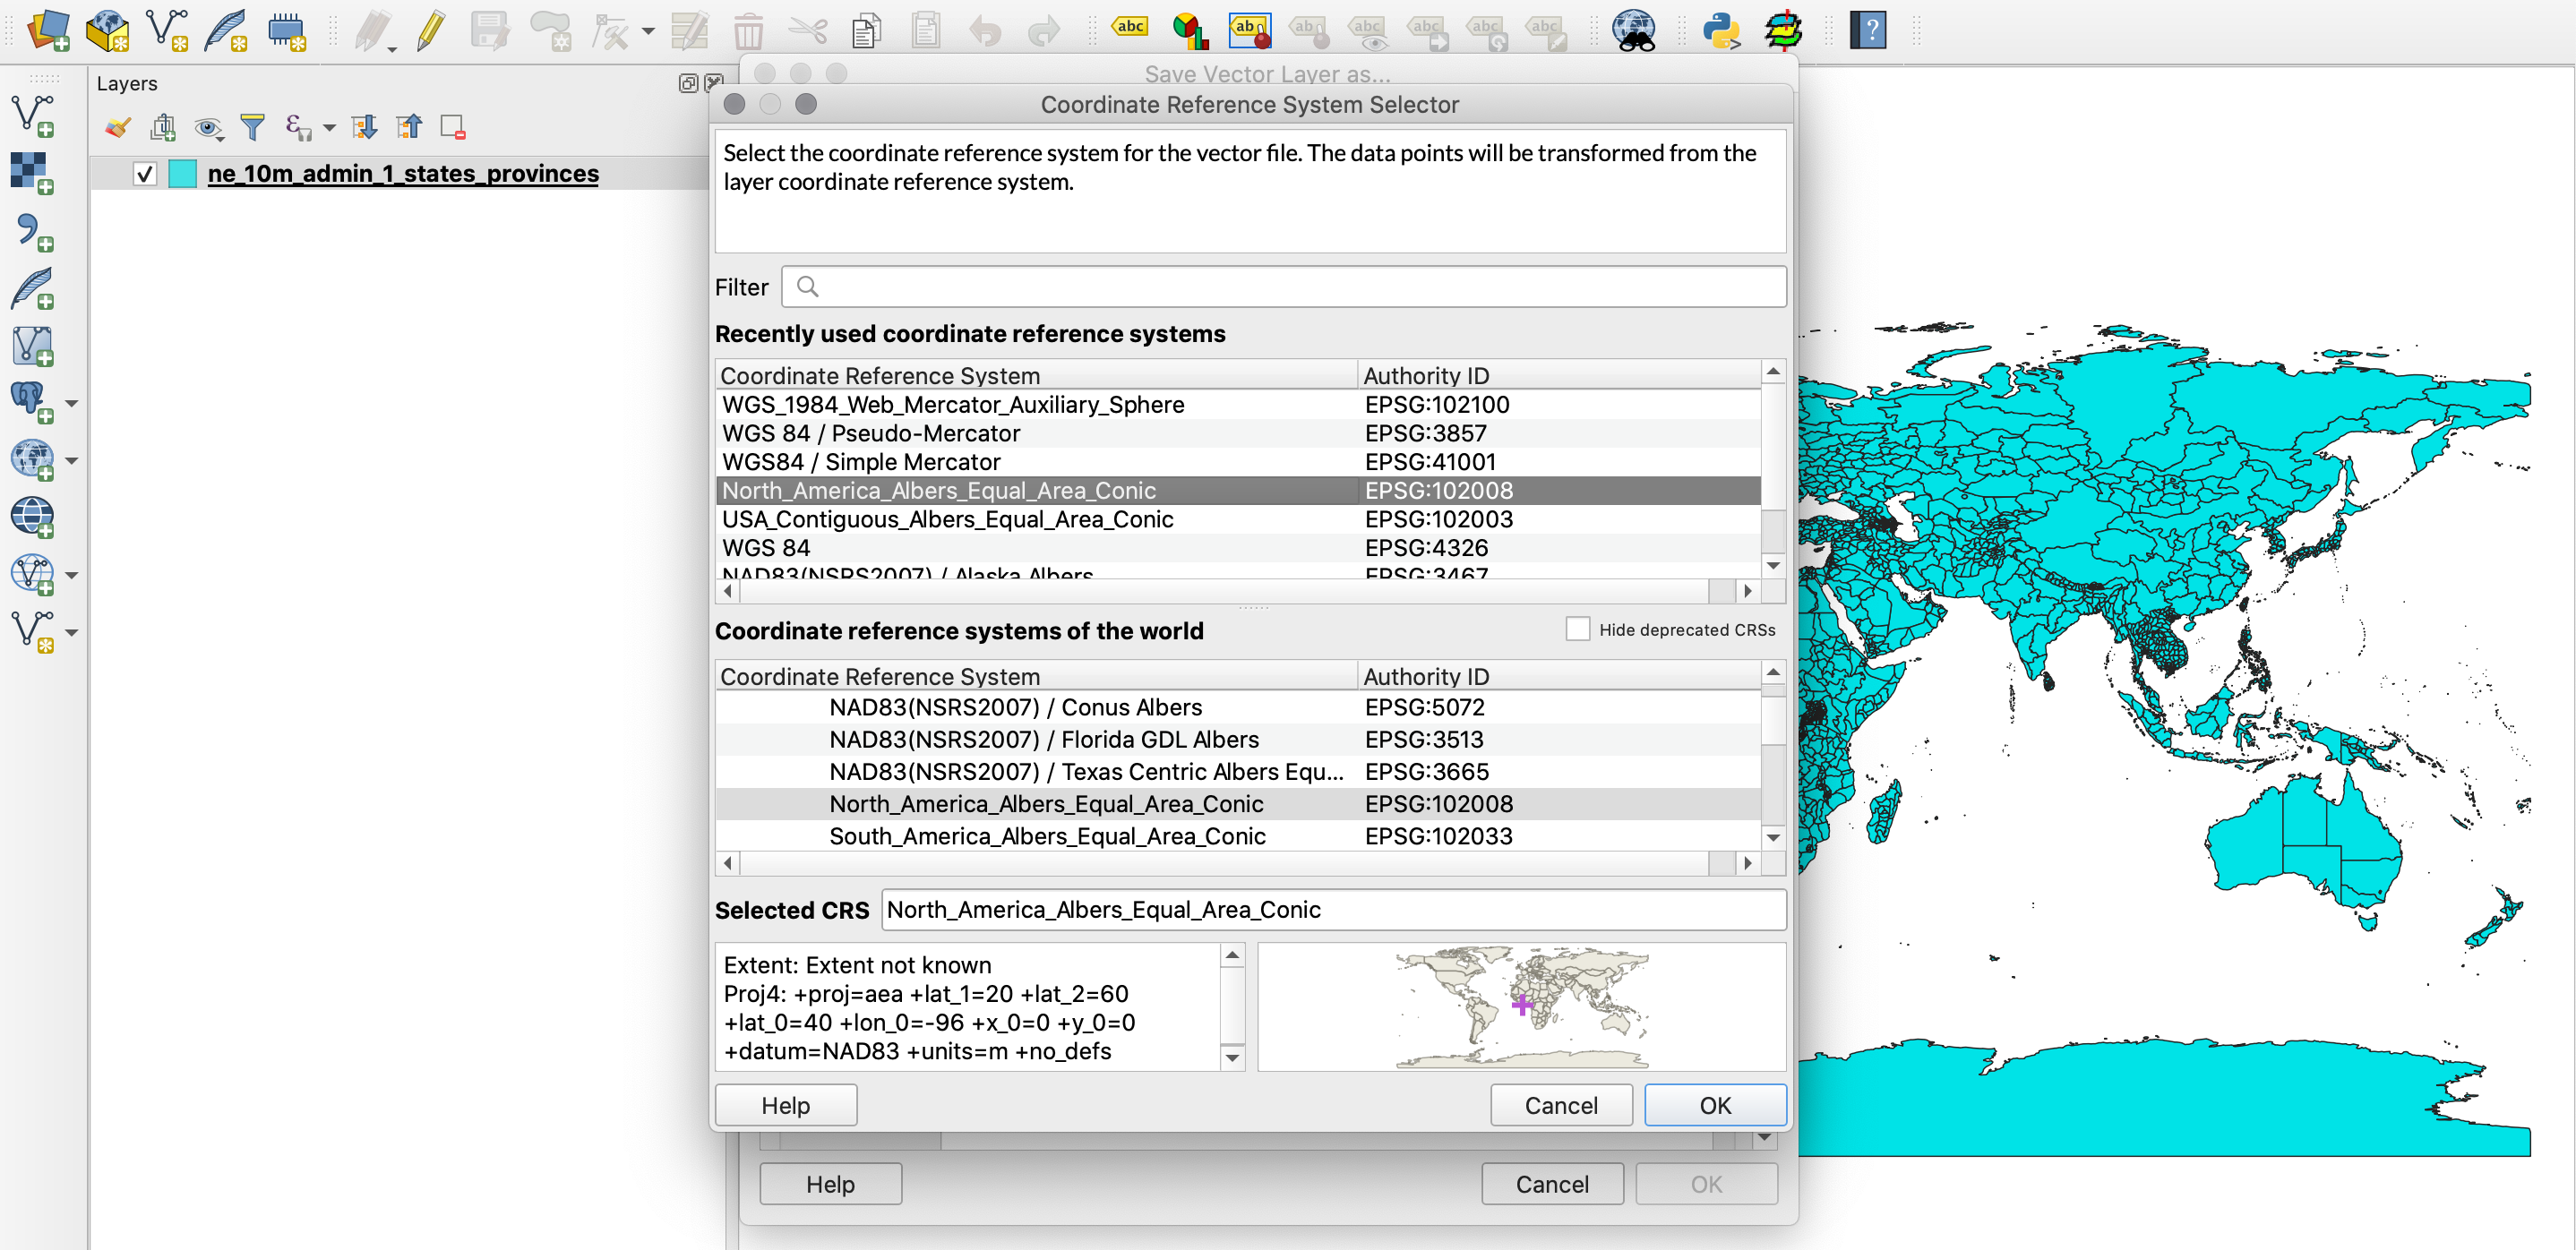 abc
ab
ab
abc
abc
abc
abc
?
Layers
Save Vector Layer as...
Coordinate Reference System Selector
ne_10m_admin_1_states_provinces
Select the coordinate reference system for the vector file. The data points will be transformed from the
layer coordinate reference system.
Filter
Recently used coordinate reference systems
Coordinate Reference System Authority ID
WGS_1984_Web_Mercator_Auxiliary_Sphere EPSG:102100
WGS 84 / Pseudo-Mercator EPSG:3857
WGS84 / Simple Mercator EPSG:41001
North_America_Albers_Equal_Area_Conic EPSG:102008
USA_Contiguous_Albers_Equal_Area_Conic EPSG:102003
WGS 84 EPSG:4326
NAD83(NSRS2007) / Alaska Albers EPSG:3467
Coordinate reference systems of the world Hide deprecated CRSs
Coordinate Reference System Authority ID
NAD83(NSRS2007) / Conus Albers EPSG:5072
NAD83(NSRS2007) / Florida GDL Albers EPSG:3513
NAD83(NSRS2007) / Texas Centric Albers Equ... EPSG:3665
North_America_Albers_Equal_Area_Conic EPSG:102008
South_America_Albers_Equal_Area_Conic EPSG:102033
Selected CRS North_America_Albers_Equal_Area_Conic
Extent: Extent not known
Proj4: +proj=aea +lat_1=20 +lat_2=60
+lat_0=40 +lon_0=-96 +x_0=0 +y_0=0
+datum=NAD83 +units=m +no_defs
Help Cancel OK
Help Cancel OK